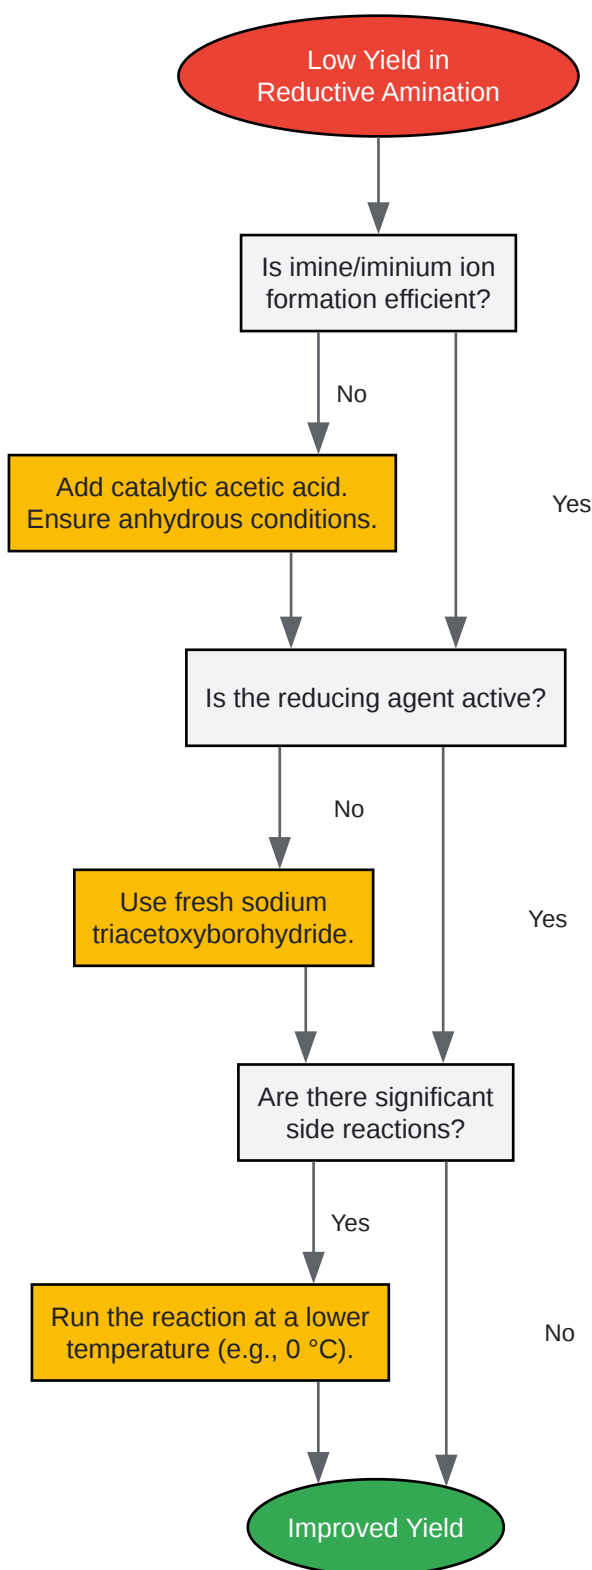 Low Yield in
Reductive Amination
Is imine/iminium ion
formation efficient?
No
Add catalytic acetic acid.
Ensure anhydrous conditions.
Yes
Is the reducing agent active?
No
Use fresh sodium
triacetoxyborohydride.
Yes
Are there significant
side reactions?
Yes
Run the reaction at a lower
temperature (e.g., 0 °C).
No
Improved Yield